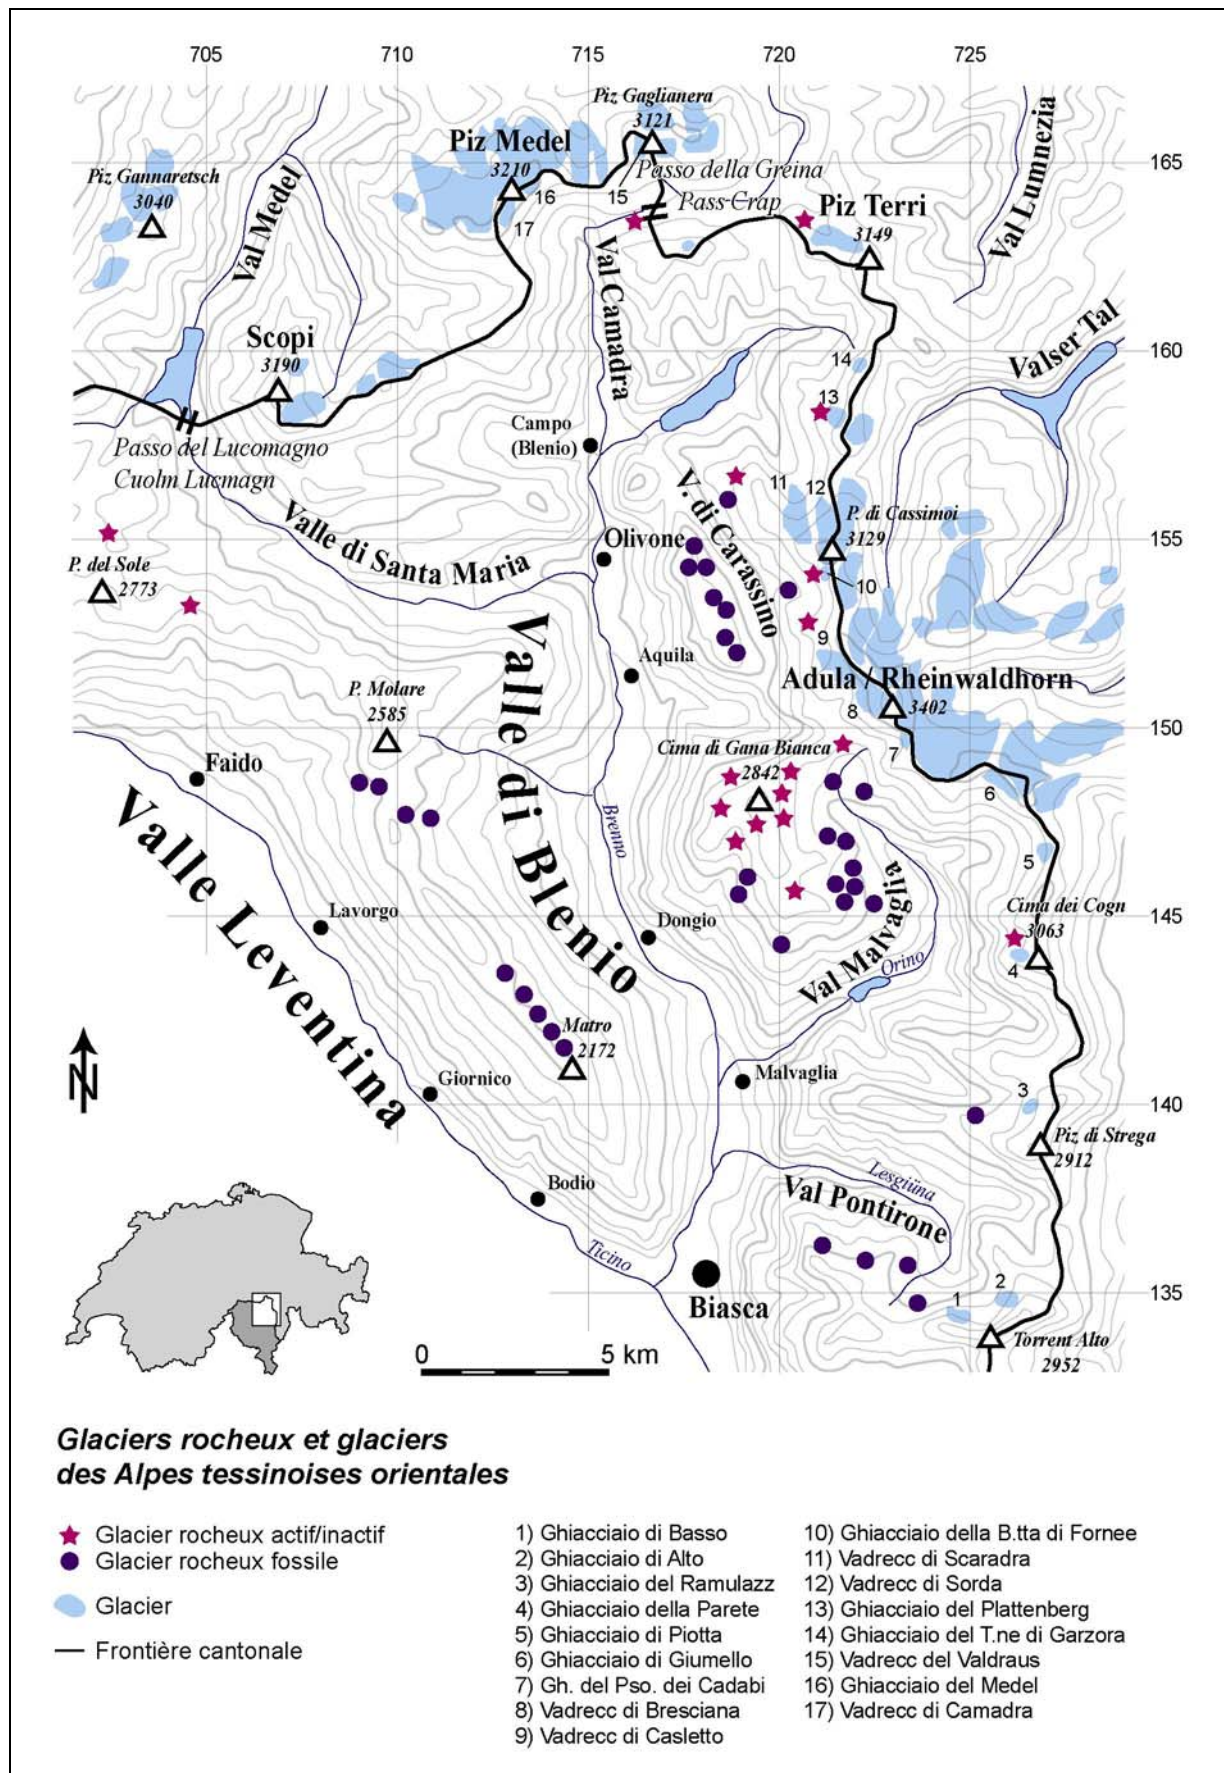 705
710
715
720
725
Piz Gaglianera
3121
Piz Medel
3210
Passo della Greina
165
Piz Gannaretsch
3040
Val Medel
16
15
17
Pass Crap
Piz Terri
3149
Val Lumnezia
Val Camadra
Scopi
3190
14
160
Valser Tal
13
Campo
(Blenio)
Passo del Lucomagno
Cuolm Lucmagn
V. di Carassino
11
12
P. di Cassimoi
3129
Valle di Santa Maria
Olivone
155
P. del Sole
2773
10
9
Aquila
Adula / Rheinwaldhorn
3402
P. Molare
2585
8
150
7
Cima di Gana Bianca
2842
Faido
Valle di Blenio
Brenno
6
5
Valle Leventina
Lavorgo
Dongio
Cima dei Cogn
3063
145
4
Val Malvaglia
Orino
Matro
2172
N
Giornico
Malvaglia
3
140
Piz di Strega
2912
Bodio
Lesgiüna
Val Pontirone
Ticino
Biasca
2
1
135
Torrent Alto
2952
0
5 km
Glaciers rocheux et glaciers
des Alpes tessinoises orientales
Glacier rocheux actif/inactif
Glacier rocheux fossile
Glacier
Frontière cantonale
1) Ghiacciaio di Basso
2) Ghiacciaio di Alto
3) Ghiacciaio del Ramulazz
4) Ghiacciaio della Parete
5) Ghiacciaio di Piotta
6) Ghiacciaio di Giumello
7) Gh. del Pso. dei Cadabi
8) Vadrecc di Bresciana
9) Vadrecc di Casletto
10) Ghiacciaio della B.tta di Fornee
11) Vadrecc di Scaradra
12) Vadrecc di Sorda
13) Ghiacciaio del Plattenberg
14) Ghiacciaio del T.ne di Garzora
15) Vadrecc del Valdraus
16) Ghiacciaio del Medel
17) Vadrecc di Camadra